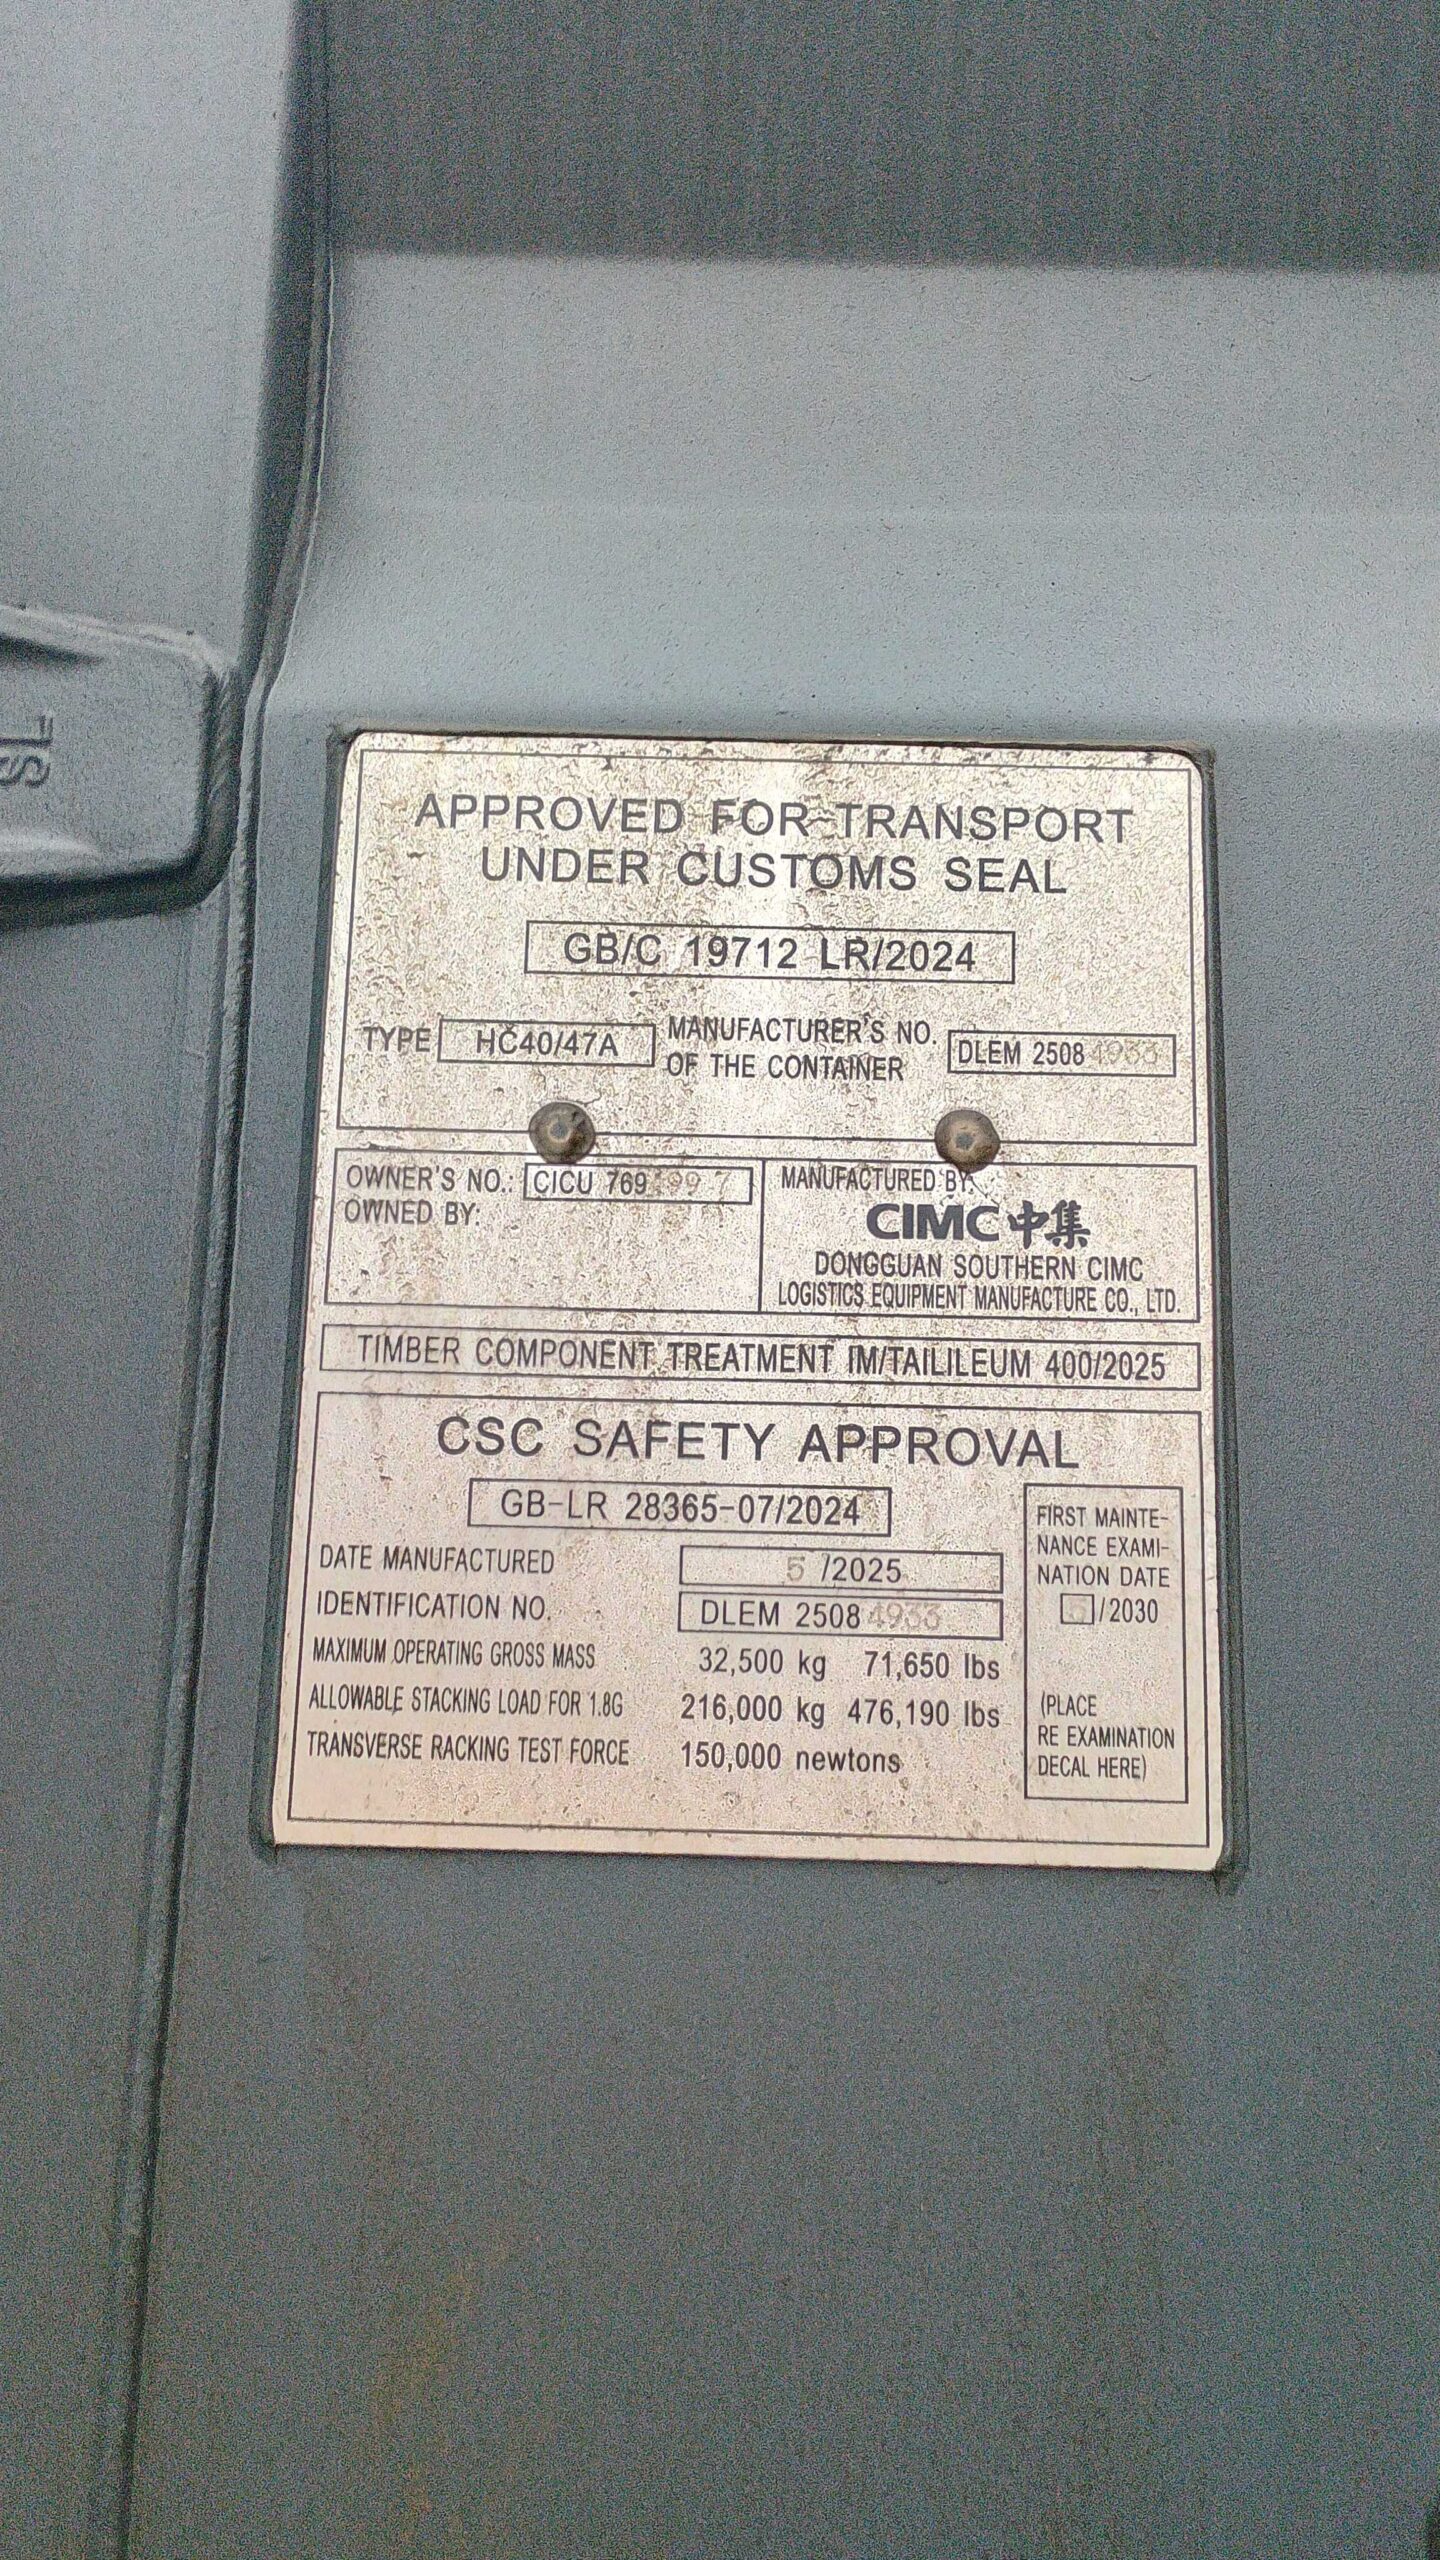 SL
APPROVED FOR TRANSPORT
UNDER CUSTOMS SEAL
GB/C 19712 LR/2024
TYPE HC40/47A MANUFACTURER'S NO. OF THE CONTAINER DLEM 2508 4933
OWNER'S NO.: CICU 769
OWNED BY:
MANUFACTURED BY:
CIMC 中集
DONGGUAN SOUTHERN CIMC
LOGISTICS EQUIPMENT MANUFACTURE CO., LTD.
TIMBER COMPONENT TREATMENT IM/TAILILEUM 400/2025
CSC SAFETY APPROVAL
GB-LR 28365-07/2024
DATE MANUFACTURED 5 /2025
IDENTIFICATION NO. DLEM 2508 4933
MAXIMUM OPERATING GROSS MASS 32,500 kg 71,650 lbs
ALLOWABLE STACKING LOAD FOR 1.8G 216,000 kg 476,190 lbs
TRANSVERSE RACKING TEST FORCE 150,000 newtons
FIRST MAINTE-
NANCE EXAMI-
NATION DATE
/2030
(PLACE
RE EXAMINATION
DECAL HERE)